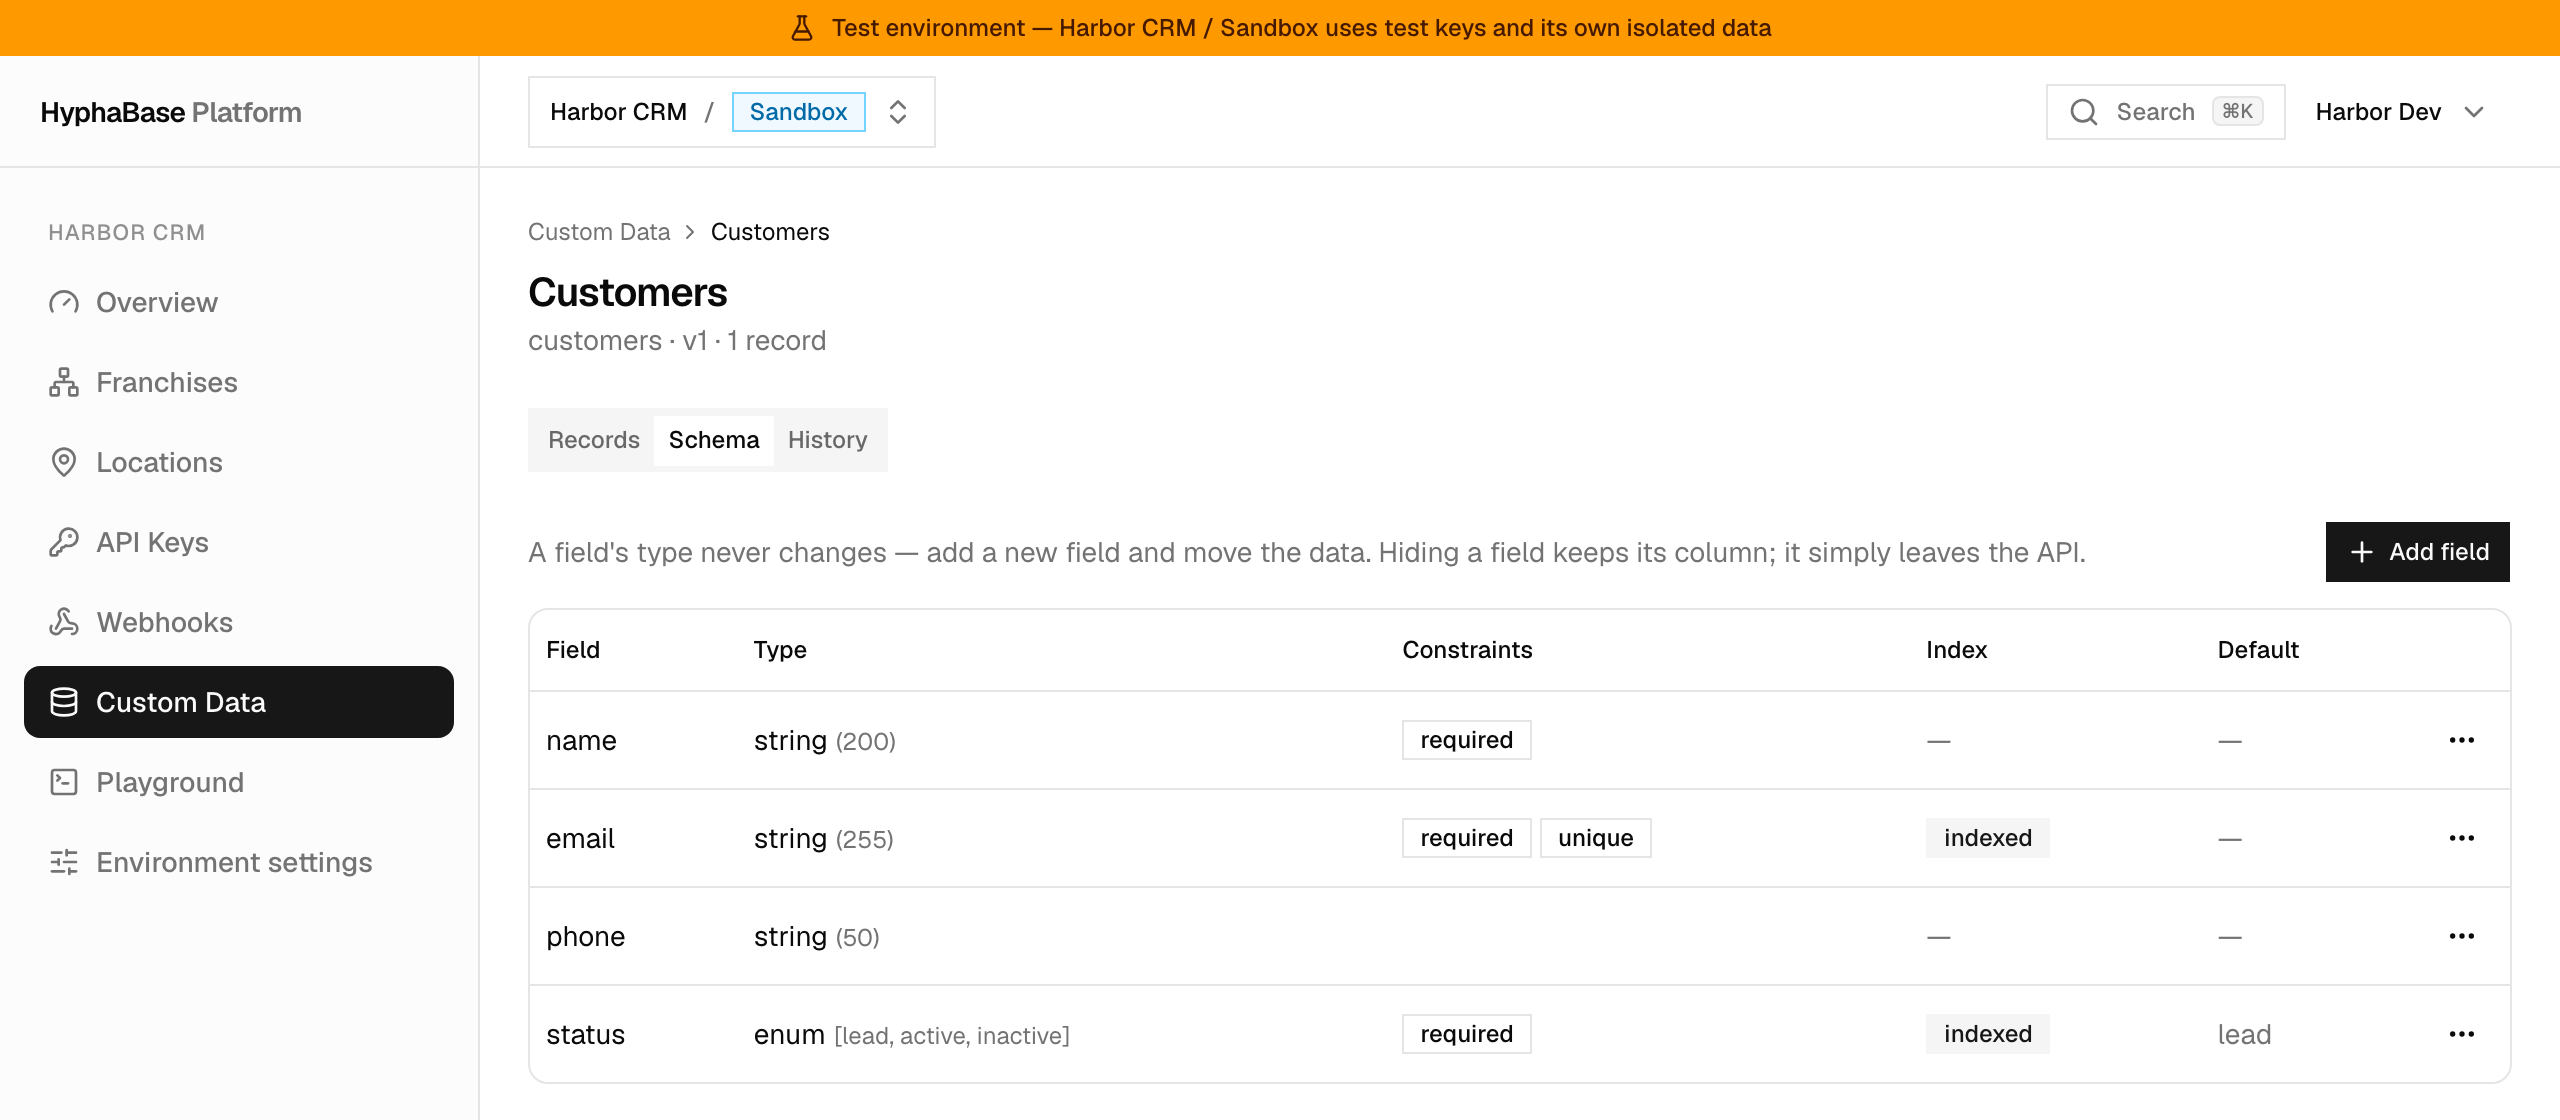 Test environment — Harbor CRM / Sandbox uses test keys and its own isolated data
HyphaBase Platform
Harbor CRM / Sandbox
Search ⌘K
Harbor Dev
HARBOR CRM
Overview
Franchises
Locations
API Keys
Webhooks
Custom Data
Playground
Environment settings
Custom Data > Customers
Customers
customers · v1 · 1 record
Records Schema History
A field's type never changes — add a new field and move the data. Hiding a field keeps its column; it simply leaves the API.
+ Add field
Field Type Constraints Index Default
name string (200) required — — ···
email string (255) required unique indexed — ···
phone string (50) — — ···
status enum [lead, active, inactive] required indexed lead ···